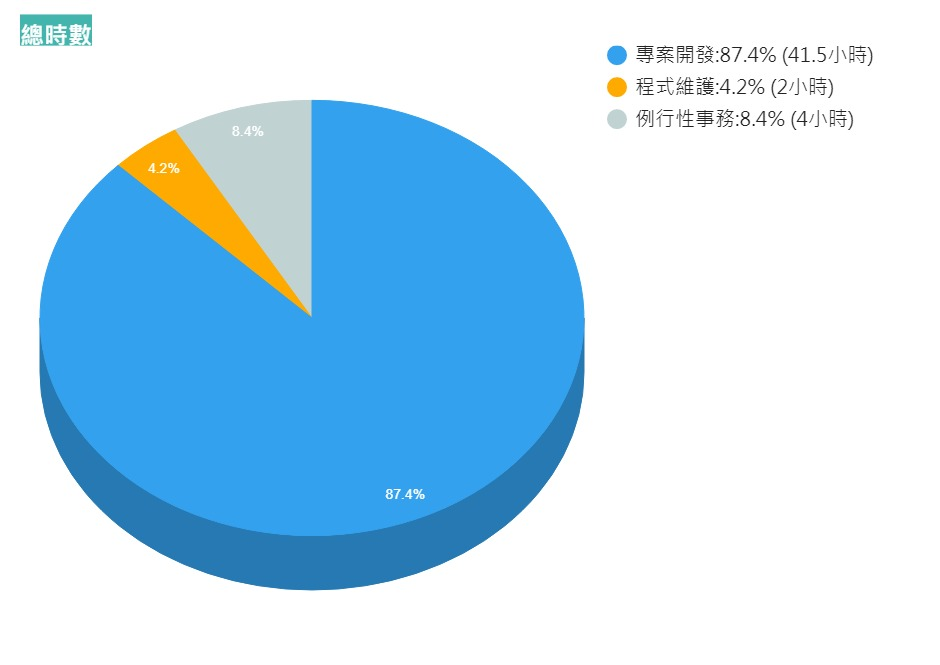 總時數
專案開發:87.4% (41.5小時)
程式維護:4.2% (2小時)
例行性事務:8.4% (4小時)
8.4%
4.2%
87.4%